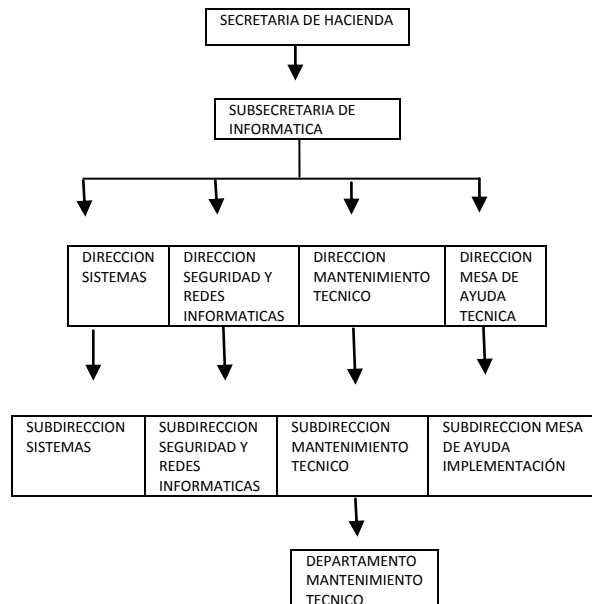 SECRETARIA DE HACIENDA
SUBSECRETARIA DE
INFORMATICA
DIRECCION
SISTEMAS
DIRECCION
SEGURIDAD Y
REDES
INFORMATICAS
DIRECCION
MANTENIMIENTO
TECNICO
DIRECCION
MESA DE
AYUDA
TECNICA
SUBDIRECCION
SISTEMAS
SUBDIRECCION
SEGURIDAD Y
REDES
INFORMATICAS
SUBDIRECCION
MANTENIMIENTO
TECNICO
SUBDIRECCION MESA
DE AYUDA
IMPLEMENTACIÓN
DEPARTAMENTO
MANTENIMIENTO
TECNICO